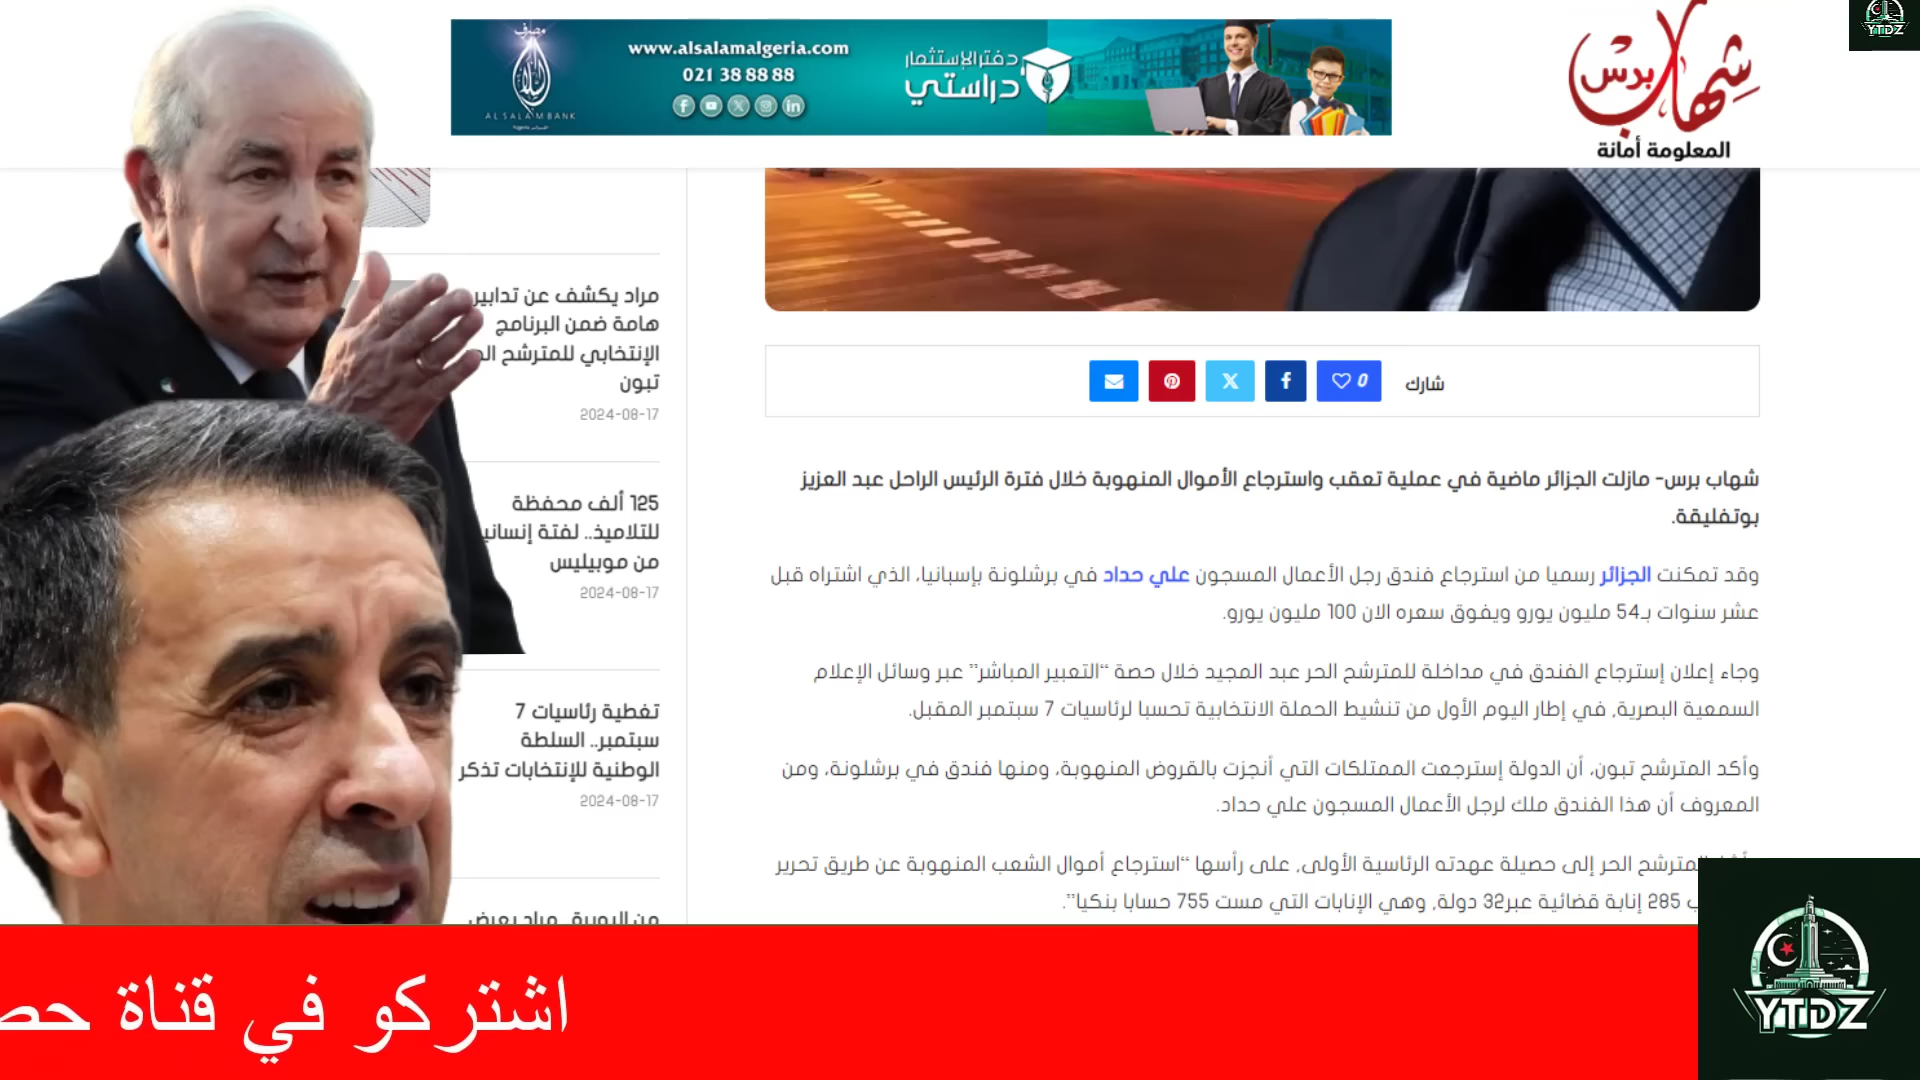 مصرف
السلام
AL SALAM BANK
www.alsalamalgeria.com
021 38 88 88
دفتر الإستثمار
دراستي
شهاب برس
المعلومة أمانة
YTDZ
مراد يكشف عن تدابير
هامة ضمن البرنامج
الإنتخابي للمترشح
تبون
2024-08-17
125 ألف محفظة
للتلاميذ.. لفتة إنسانية
من موبيليس
2024-08-17
تغطية رئاسيات 7
سبتمبر.. السلطة
الوطنية للإنتخابات تذكر
2024-08-17
من البويرة.. مراد يعرض
شارك
0
شهاب برس- مازلت الجزائر ماضية في عملية تعقب واسترجاع الأموال المنهوبة خلال فترة الرئيس الراحل عبد العزيز
بوتفليقة.
وقد تمكنت الجزائر رسميا من استرجاع فندق رجل الأعمال المسجون علي حداد في برشلونة بإسبانيا، الذي اشتراه قبل
عشر سنوات بـ54 مليون يورو ويفوق سعره الان 100 مليون يورو.
وجاء إعلان إسترجاع الفندق في مداخلة للمترشح الحر عبد المجيد خلال حصة “التعبير المباشر” عبر وسائل الإعلام
السمعية البصرية, في إطار اليوم الأول من تنشيط الحملة الانتخابية تحسبا لرئاسيات 7 سبتمبر المقبل.
وأكد المترشح تبون، أن الدولة إسترجعت الممتلكات التي أنجزت بالقروض المنهوبة، ومنها فندق في برشلونة، ومن
المعروف أن هذا الفندق ملك لرجل الأعمال المسجون علي حداد.
المترشح الحر إلى حصيلة عهدته الرئاسية الأولى, على رأسها “استرجاع أموال الشعب المنهوبة عن طريق تحرير
285 إنابة قضائية عبر32 دولة, وهي الإنابات التي مست 755 حسابا بنكيا”.
اشتركو في قناة حص
YTDZ